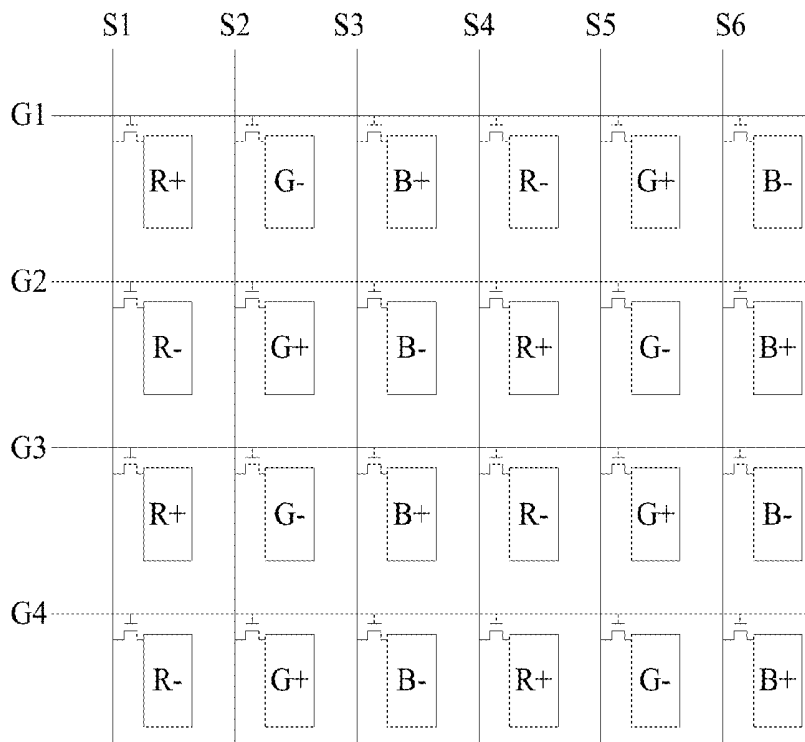 S1 S2 S3 S4 S5 S6
G1
R+ G- B+ R- G+ B-
G2
R- G+ B- R+ G- B+
G3
R+ G- B+ R- G+ B-
G4
R- G+ B- R+ G- B+